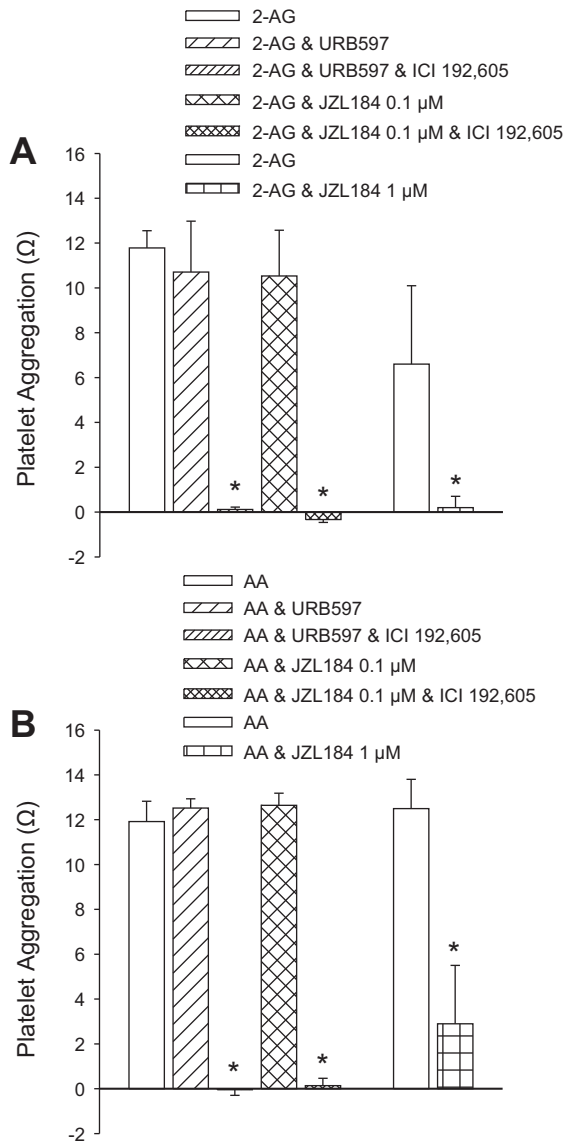 2-AG
2-AG & URB597
2-AG & URB597 & ICI 192,605
2-AG & JZL184 0.1 µM
2-AG & JZL184 0.1 µM & ICI 192,605
2-AG
2-AG & JZL184 1 µM
A
Platelet Aggregation (Ω)
16
14
12
10
8
6
4
2
0
-2
*
*
*
AA
AA & URB597
AA & URB597 & ICI 192,605
AA & JZL184 0.1 µM
AA & JZL184 0.1 µM & ICI 192,605
AA
AA & JZL184 1 µM
B
Platelet Aggregation (Ω)
16
14
12
10
8
6
4
2
0
-2
*
*
*